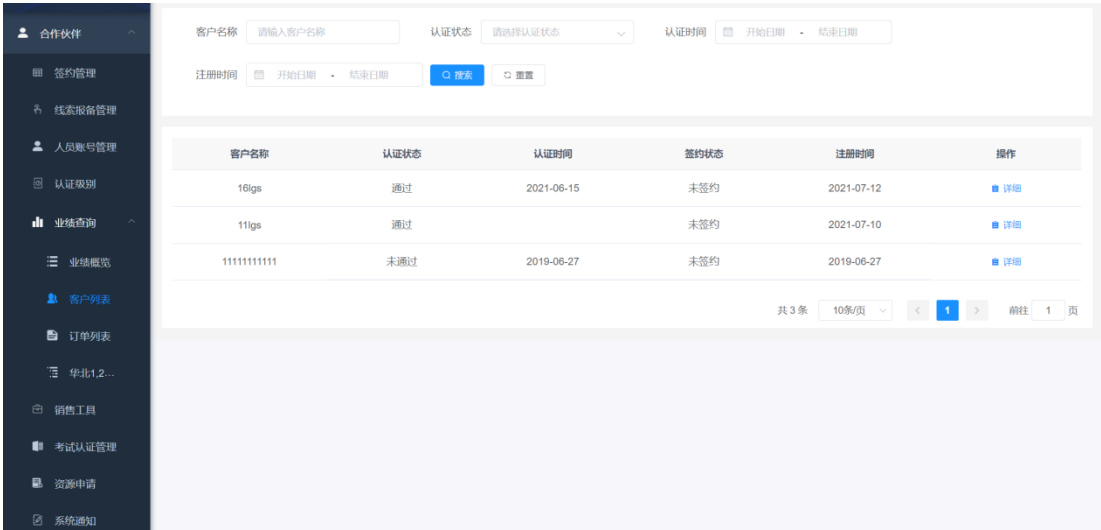 合作伙伴
签约管理
线索报备管理
人员账号管理
认证级别
业绩查询
业绩概览
客户列表
订单列表
华北1,2...
销售工具
考试认证管理
资源申请
系统通知
客户名称 请输入客户名称 认证状态 请选择认证状态 认证时间 开始日期 - 结束日期
注册时间 开始日期 - 结束日期 搜索 重置
客户名称 认证状态 认证时间 签约状态 注册时间 操作
16lgs 通过 2021-06-15 未签约 2021-07-12 详细
11lgs 通过 未签约 2021-07-10 详细
11111111111 未通过 2019-06-27 未签约 2019-06-27 详细
共 3 条 10条/页 < 1 > 前往 1 页